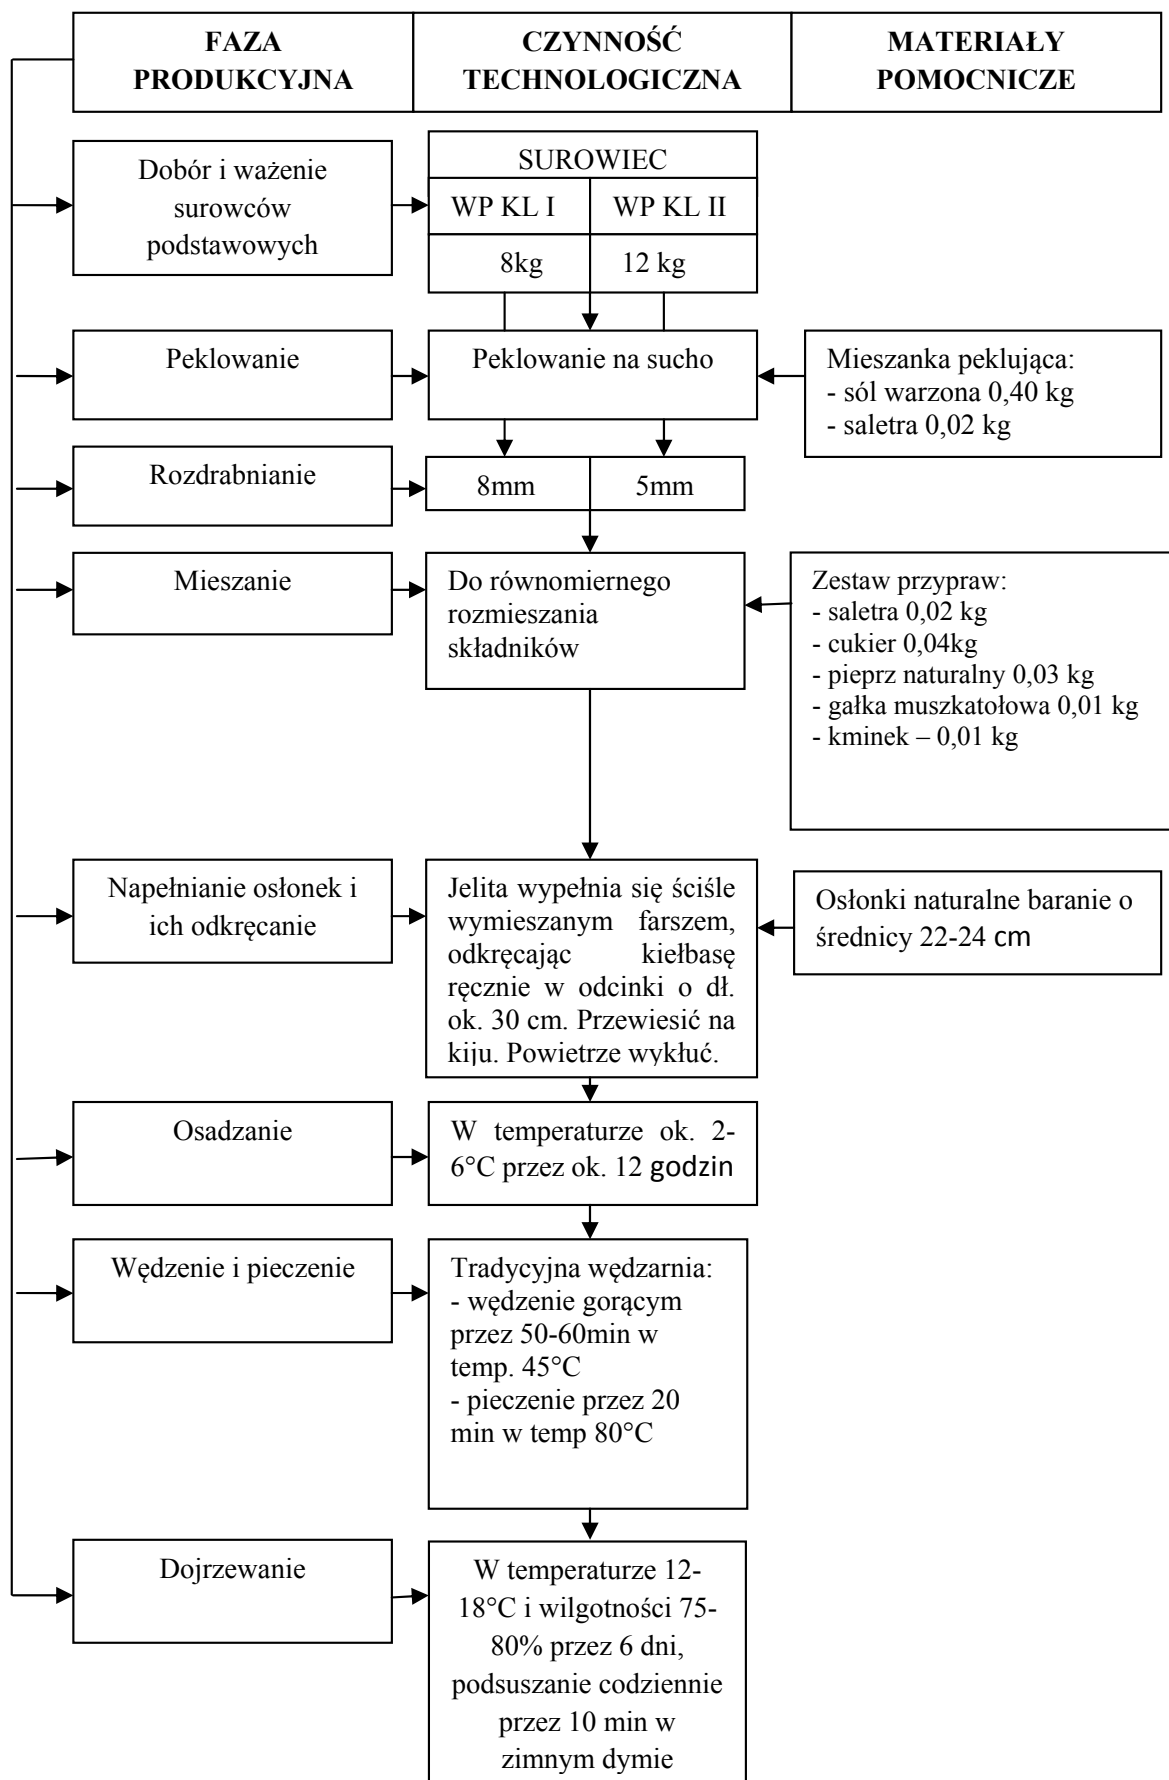 FAZA
PRODUKCYJNA
CZYNNOŚĆ
TECHNOLOGICZNA
MATERIAŁY
POMOCNICZE
Dobór i ważenie
surowców
podstawowych
SUROWIEC
WP KL I
WP KL II
8kg
12 kg
Peklowanie
Peklowanie na sucho
Mieszanka peklująca:
- sól warzona 0,40 kg
- saletra 0,02 kg
Rozdrabnianie
8mm
5mm
Mieszanie
Do równomiernego
rozmieszania
składników
Zestaw przypraw:
- saletra 0,02 kg
- cukier 0,04kg
- pieprz naturalny 0,03 kg
- gałka muszkatołowa 0,01 kg
- kminek – 0,01 kg
Napełnianie osłonek i
ich odkręcanie
Jelita wypełnia się ściśle
wymieszanym farszem,
odkręcając kiełbasę
ręcznie w odcinki o dł.
ok. 30 cm. Przewiesić na
kiju. Powietrze wykłuć.
Osłonki naturalne baranie o
średnicy 22-24 cm
Osadzanie
W temperaturze ok. 2-
6°C przez ok. 12 godzin
Wędzenie i pieczenie
Tradycyjna wędzarnia:
- wędzenie gorącym
przez 50-60min w
temp. 45°C
- pieczenie przez 20
min w temp 80°C
Dojrzewanie
W temperaturze 12-
18°C i wilgotności 75-
80% przez 6 dni,
podsuszanie codziennie
przez 10 min w
zimnym dymie